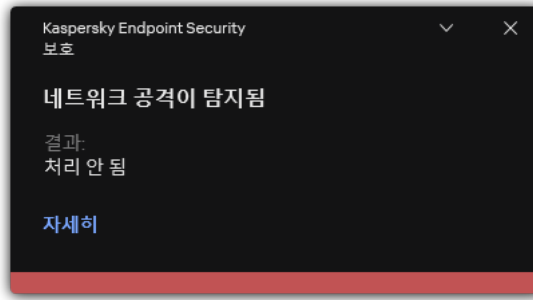 Kaspersky Endpoint Security
보호
네트워크 공격이 탐지됨
결과:
처리 안 됨
자세히